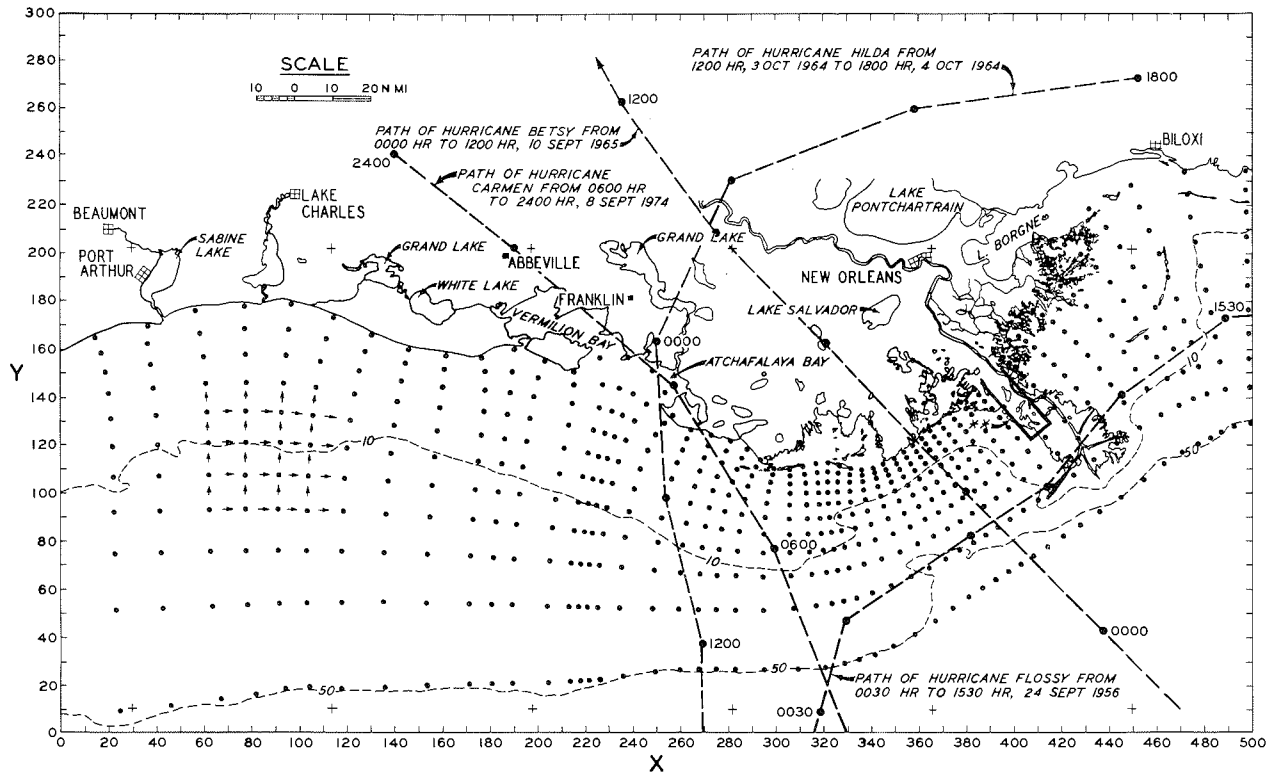 300
280
260
240
220
200
180
160
140
120
100
80
60
40
20
0
Y
SCALE
10 0 10 20 N MI
PATH OF HURRICANE HILDA FROM
1200 HR, 3 OCT 1964 TO 1800 HR, 4 OCT 1964
1800
1200
PATH OF HURRICANE BETSY FROM
0000 HR TO 1200 HR, 10 SEPT 1965
2400
PATH OF HURRICANE
CARMEN FROM 0600 HR
TO 2400 HR, 8 SEPT 1974
BILOXI
LAKE
CHARLES
BEAUMONT
SABINE
LAKE
PORT
ARTHUR
GRAND LAKE
ABBEVILLE
WHITE LAKE
GRAND LAKE
FRANKLIN
VERMILION BAY
LAKE
PONTCHARTRAIN
BORGNE
NEW ORLEANS
LAKE SALVADOR
1530
0000
ATCHAFALAYA BAY
10
10
10
50
0600
1200
0000
50
50
PATH OF HURRICANE FLOSSY FROM
0030 HR TO 1530 HR, 24 SEPT 1956
0030
0 20 40 60 80 100 120 140 160 180 200 220 240 260 280 300 320 340 360 380 400 420 440 460 480 500
X